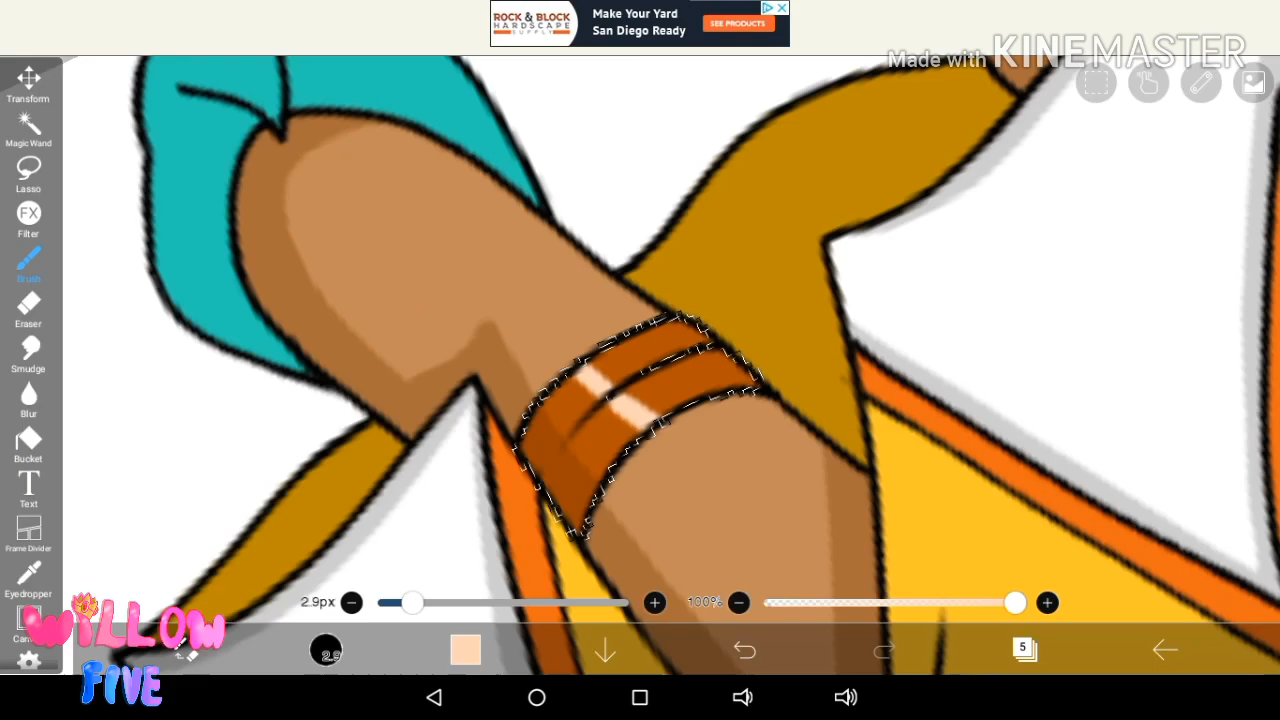 ROCK & BLOCK
HARDSCAPE
SUPPLY
Make Your Yard
San Diego Ready
SEE PRODUCTS
Made with KINEMASTER
Transform
Magic Wand
Lasso
FX
Filter
Brush
Eraser
Smudge
Blur
Bucket
T
Text
Frame Divider
Eyedropper
2.9px
100%
5
WILLOW
FIVE